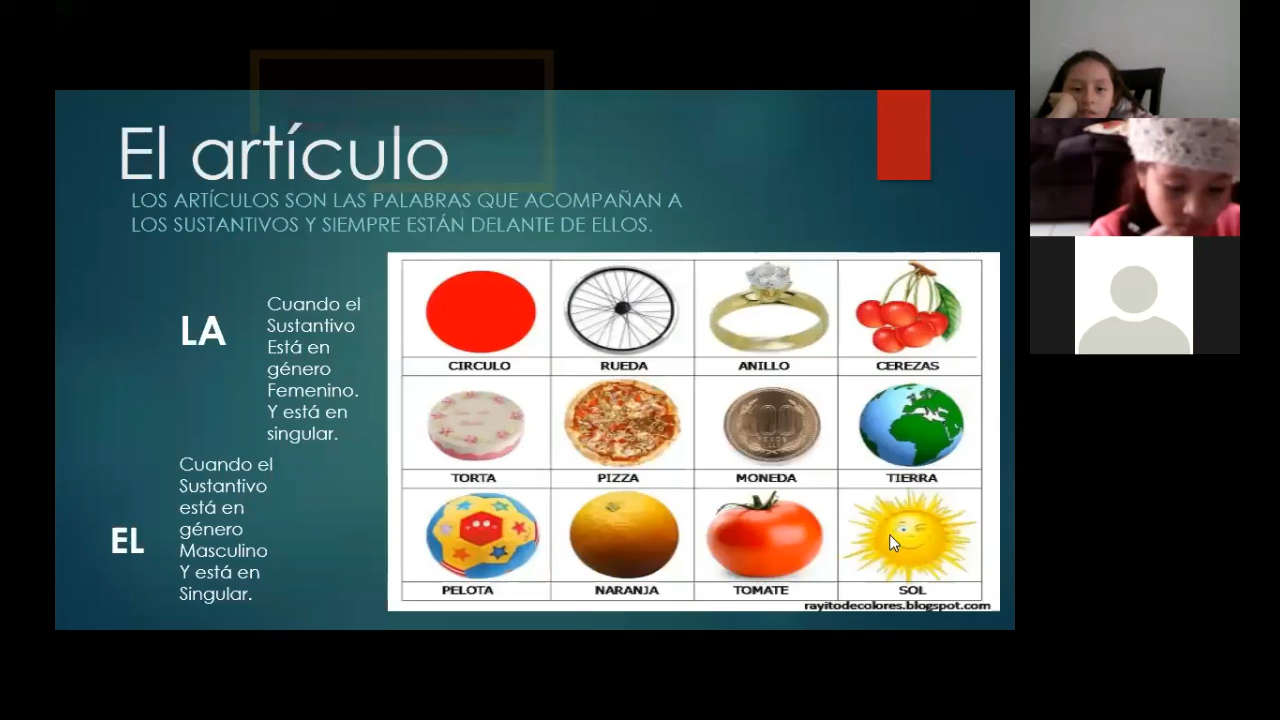 El artículo
LOS ARTÍCULOS SON LAS PALABRAS QUE ACOMPAÑAN A
LOS SUSTANTIVOS Y SIEMPRE ESTÁN DELANTE DE ELLOS.
LA
Cuando el
Sustantivo
Está en
género
Femenino.
Y está en
singular.
EL
Cuando el
Sustantivo
está en
género
Masculino
Y está en
Singular.
CIRCULO RUEDA ANILLO CEREZAS
TORTA PIZZA MONEDA TIERRA
100
PELOTA NARANJA TOMATE SOL
rayitodecolores.blogspot.com